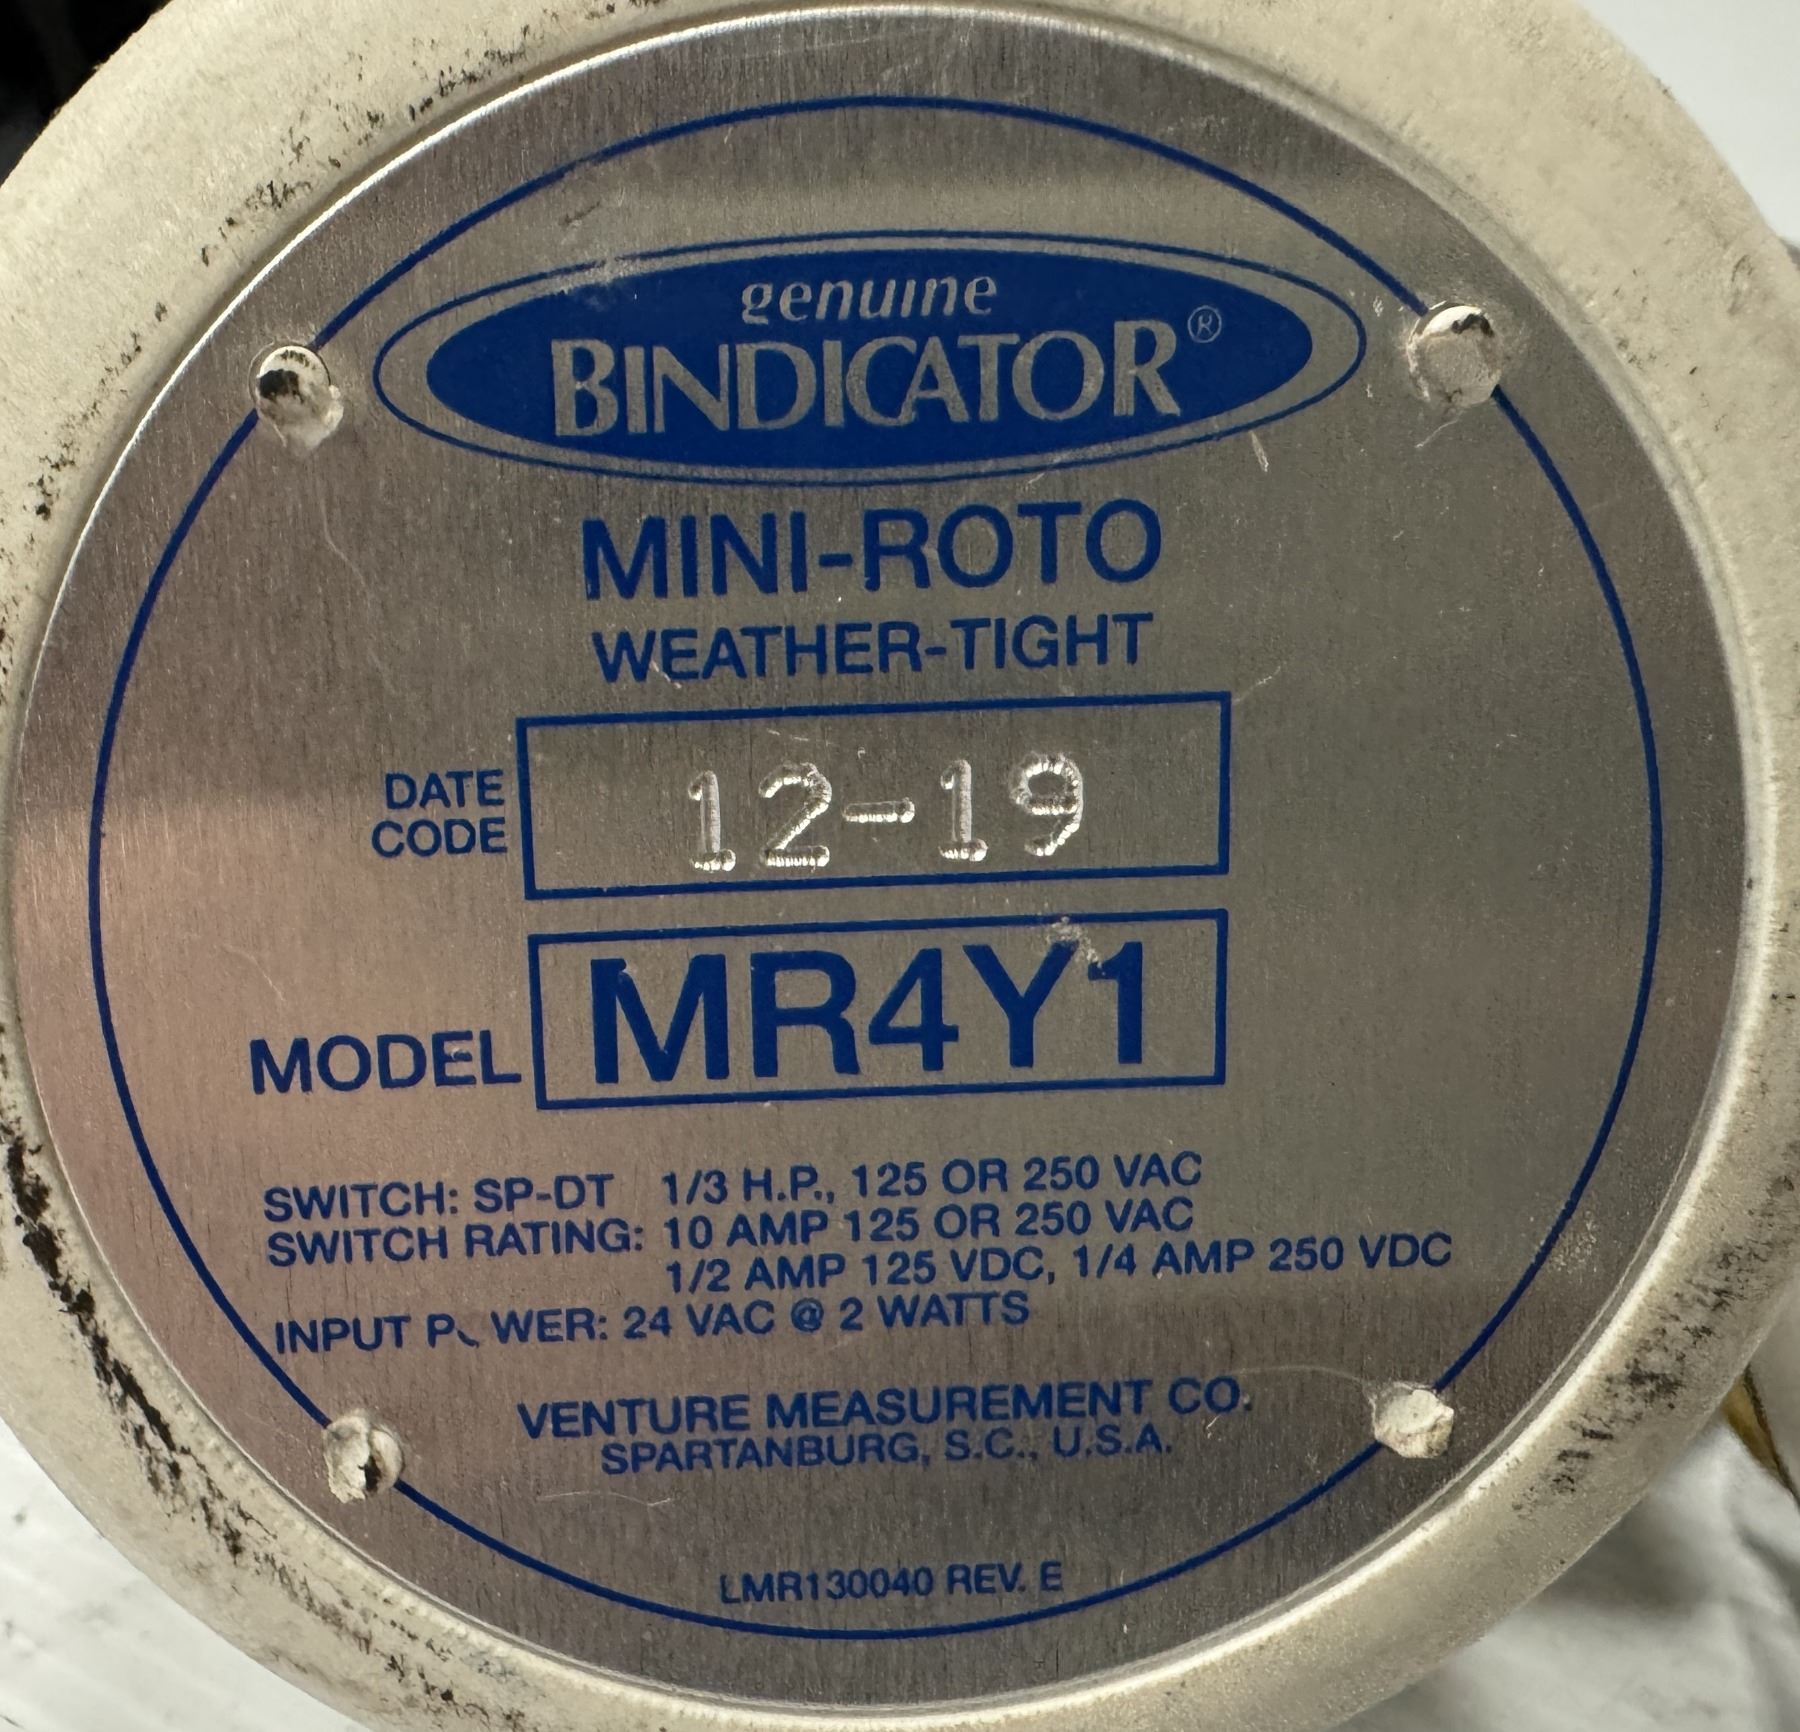 genuine
BINDICATOR®
MINI-ROTO
WEATHER-TIGHT
DATE
CODE
12-19
MODEL MR4Y1
SWITCH: SP-DT 1/3 H.P., 125 OR 250 VAC
SWITCH RATING: 10 AMP 125 OR 250 VAC
1/2 AMP 125 VDC, 1/4 AMP 250 VDC
INPUT POWER: 24 VAC @ 2 WATTS
VENTURE MEASUREMENT CO.
SPARTANBURG, S.C., U.S.A.
LMR130040 REV. E